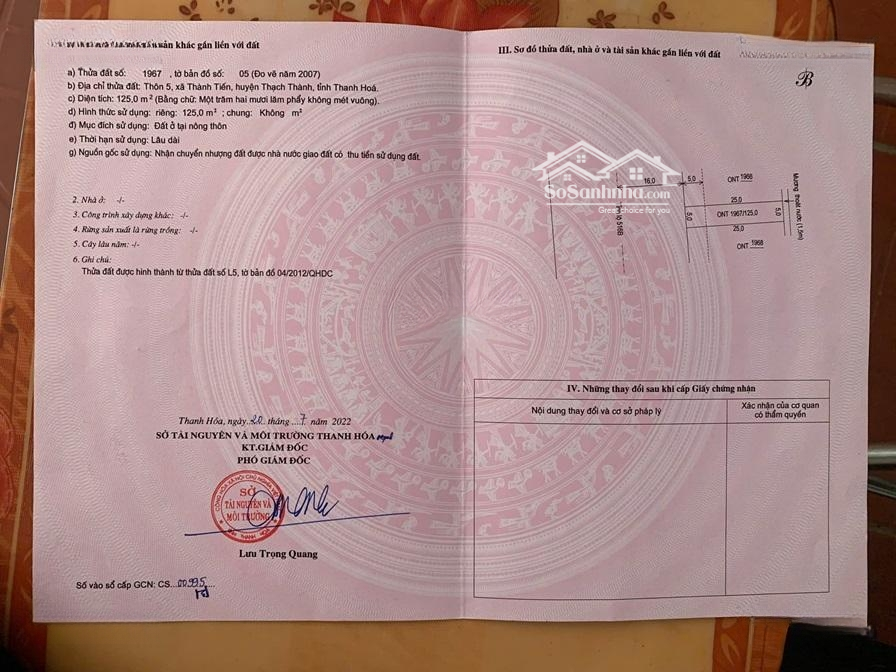 sản khác gắn liền với đất
a) Thửa đất số: 1967 , tờ bản đồ số: 05 (Đo vẽ năm 2007)
b) Địa chỉ thửa đất: Thôn 5, xã Thành Tiến, huyện Thạch Thành, tỉnh Thanh Hoá.
c) Diện tích: 125,0 m² (Bằng chữ: Một trăm hai mươi lăm phẩy không mét vuông).
d) Hình thức sử dụng: riêng: 125,0 m² ; chung: Không m²
đ) Mục đích sử dụng: Đất ở tại nông thôn
e) Thời hạn sử dụng: Lâu dài
g) Nguồn gốc sử dụng: Nhận chuyển nhượng đất được nhà nước giao đất có thu tiền sử dụng đất.
2. Nhà ở: -/-
3. Công trình xây dựng khác: -/-
4. Rừng sản xuất là rừng trồng: -/-
5. Cây lâu năm: -/-
6. Ghi chú:
Thửa đất được hình thành từ thửa đất số L5, tờ bản đồ 04/2012/QHDC
Thanh Hóa, ngày 20 tháng 7 năm 2022
SỞ TÀI NGUYÊN VÀ MÔI TRƯỜNG THANH HÓA
KT.GIÁM ĐỐC
PHÓ GIÁM ĐỐC
SỞ
TÀI NGUYÊN VÀ
MÔI TRƯỜNG
Lưu Trọng Quang
Số vào sổ cấp GCN: CS 00995
III. Sơ đồ thửa đất, nhà ở và tài sản khác gắn liền với đất
B
16,0
5,0
ONT 1966
25,0
5,0
ONT 1967/125,0
5,0
25,0
ONT 1968
516B
Mương thoát nước (1,5m)
SoSanhnha.com
Great choice for you
IV. Những thay đổi sau khi cấp Giấy chứng nhận
Nội dung thay đổi và cơ sở pháp lý
Xác nhận của cơ quan
có thẩm quyền